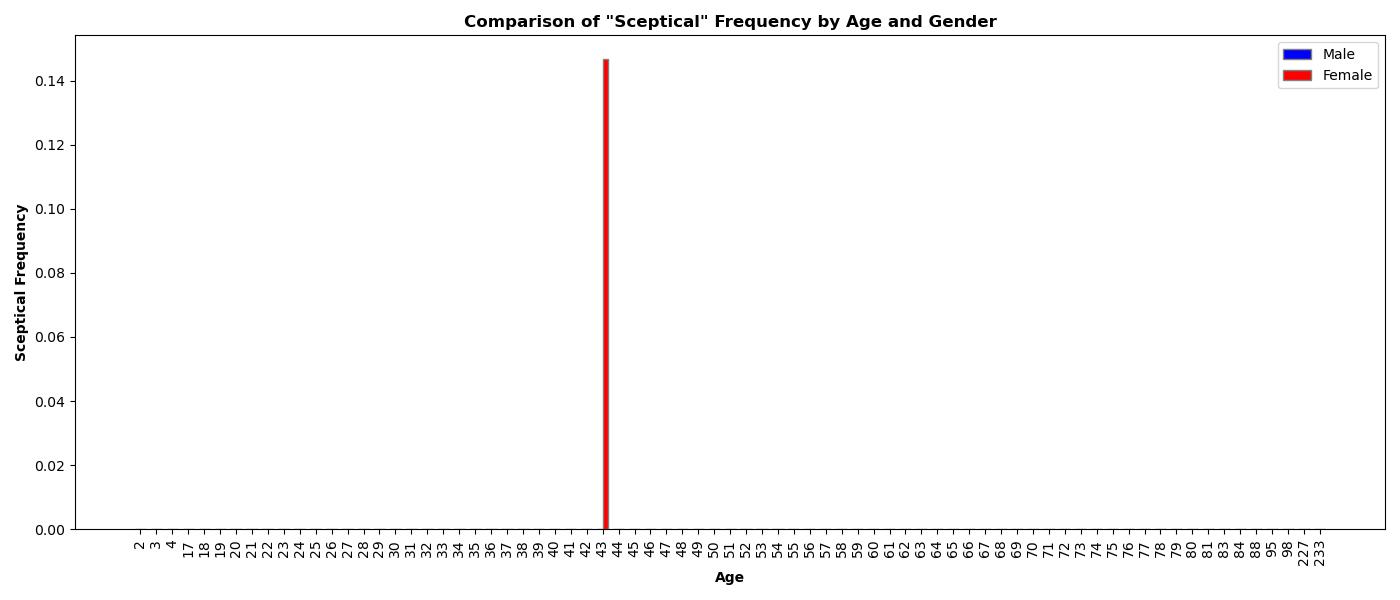 Comparison of "Sceptical" Frequency by Age and Gender
Male
Female
0.14
0.12
0.10
0.08
0.06
0.04
0.02
0.00
Sceptical Frequency
2 3 4 17 18 19 20 21 22 23 24 25 26 27 28 29 30 31 32 33 34 35 36 37 38 39 40 41 42 43 44 45 46 47 48 49 50 51 52 53 54 55 56 57 58 59 60 61 62 63 64 65 66 67 68 69 70 71 72 73 74 75 76 77 78 79 80 81 83 84 88 95 98 227 233
Age